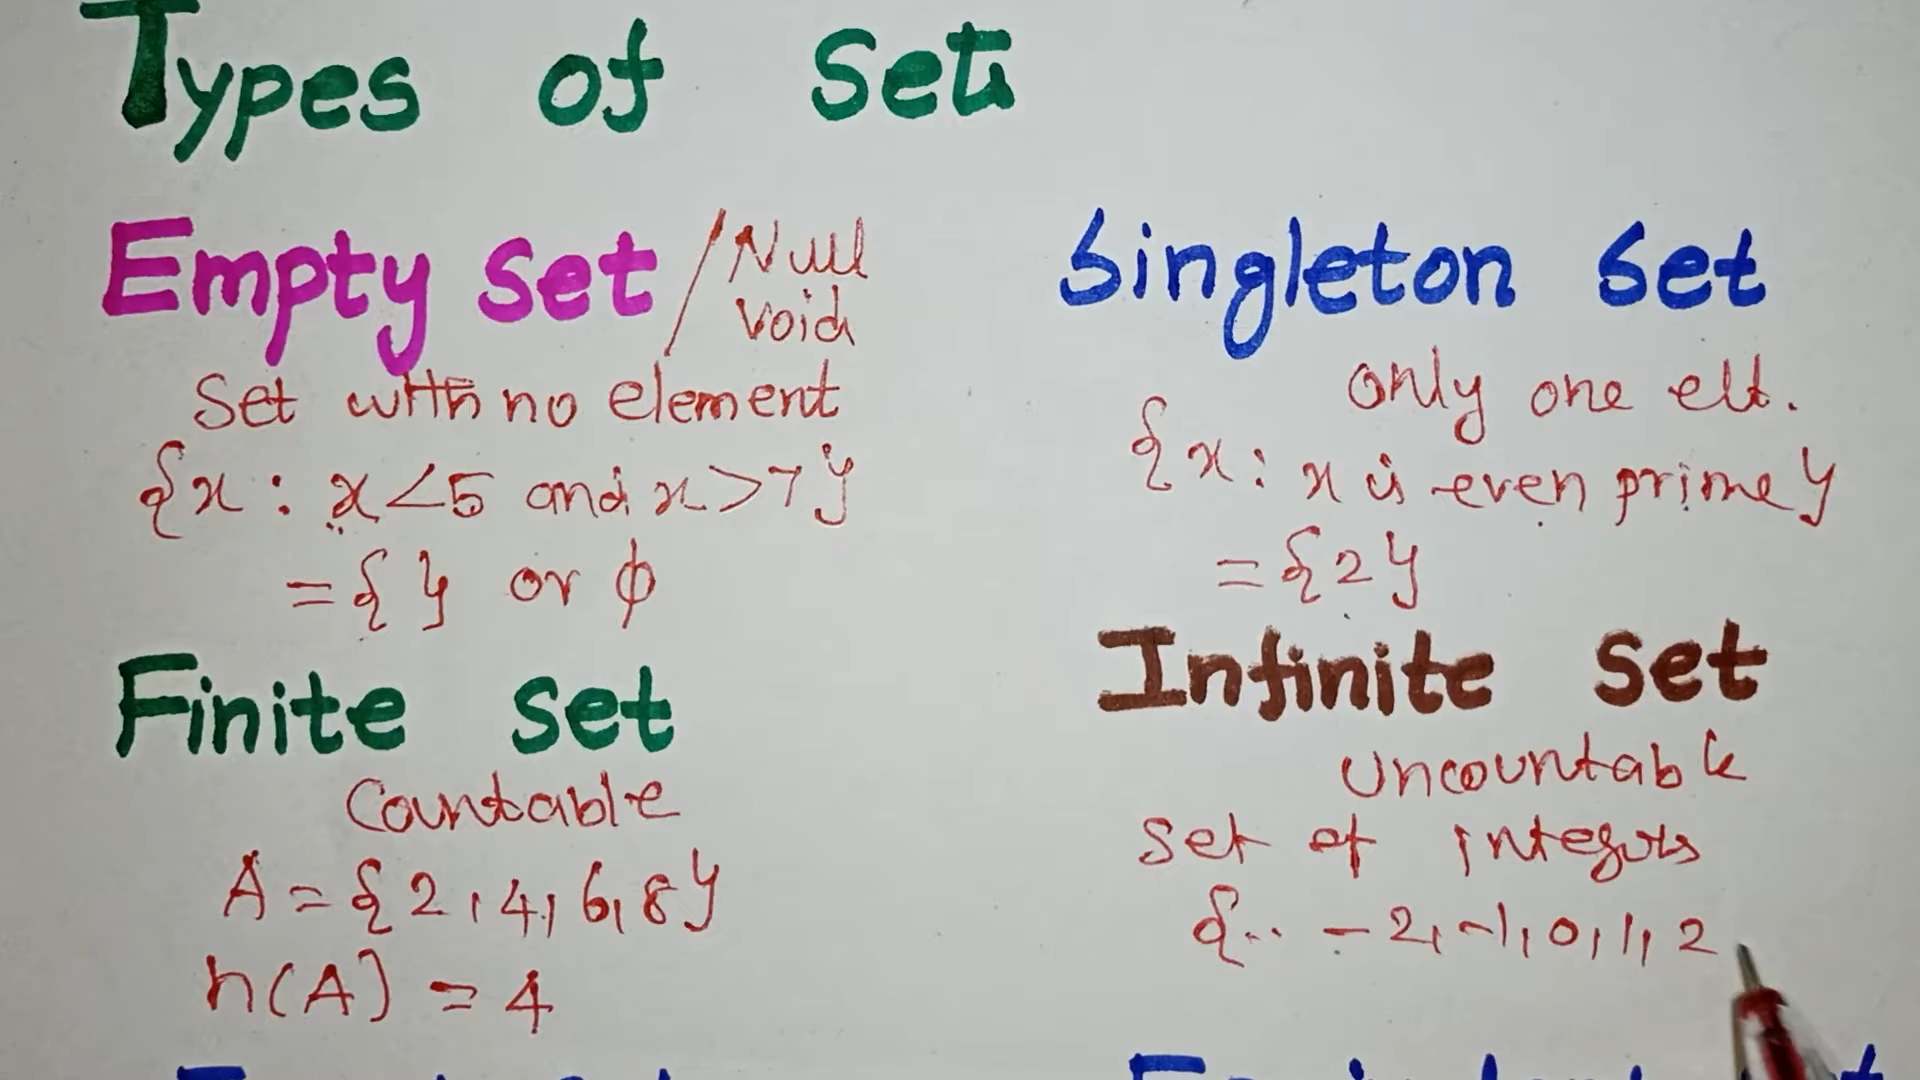 Types of Sets
Empty set / Null void
Set with no element
{x : x<5 and x>7}
= { } or ϕ
Singleton Set
only one elt.
{x : x is even prime}
= {2}
Finite set
Countable
A = {2, 4, 6, 8}
n(A) = 4
Infinite set
Uncountable
Set of integers
{.. -2, -1, 0, 1, 2